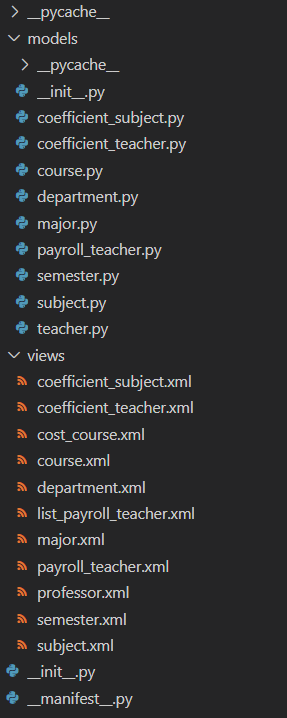 __pycache__
models
__pycache__
__init__.py
coefficient_subject.py
coefficient_teacher.py
course.py
department.py
major.py
payroll_teacher.py
semester.py
subject.py
teacher.py
views
coefficient_subject.xml
coefficient_teacher.xml
cost_course.xml
course.xml
department.xml
list_payroll_teacher.xml
major.xml
payroll_teacher.xml
professor.xml
semester.xml
subject.xml
__init__.py
__manifest__.py